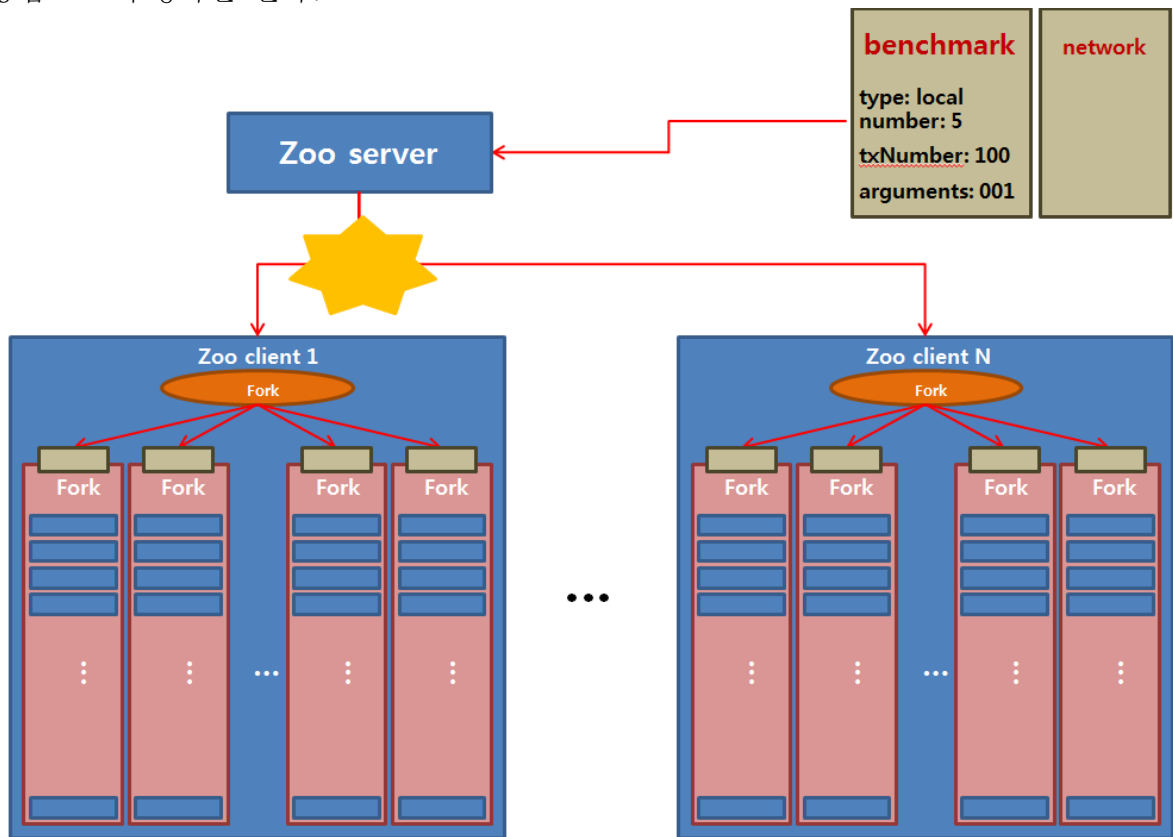 benchmark
network
type: local
number: 5
txNumber: 100
arguments: 001
Zoo server
Zoo client 1
Fork
Fork
Fork
Fork
Fork
...
...
Zoo client N
Fork
Fork
Fork
Fork
Fork
...